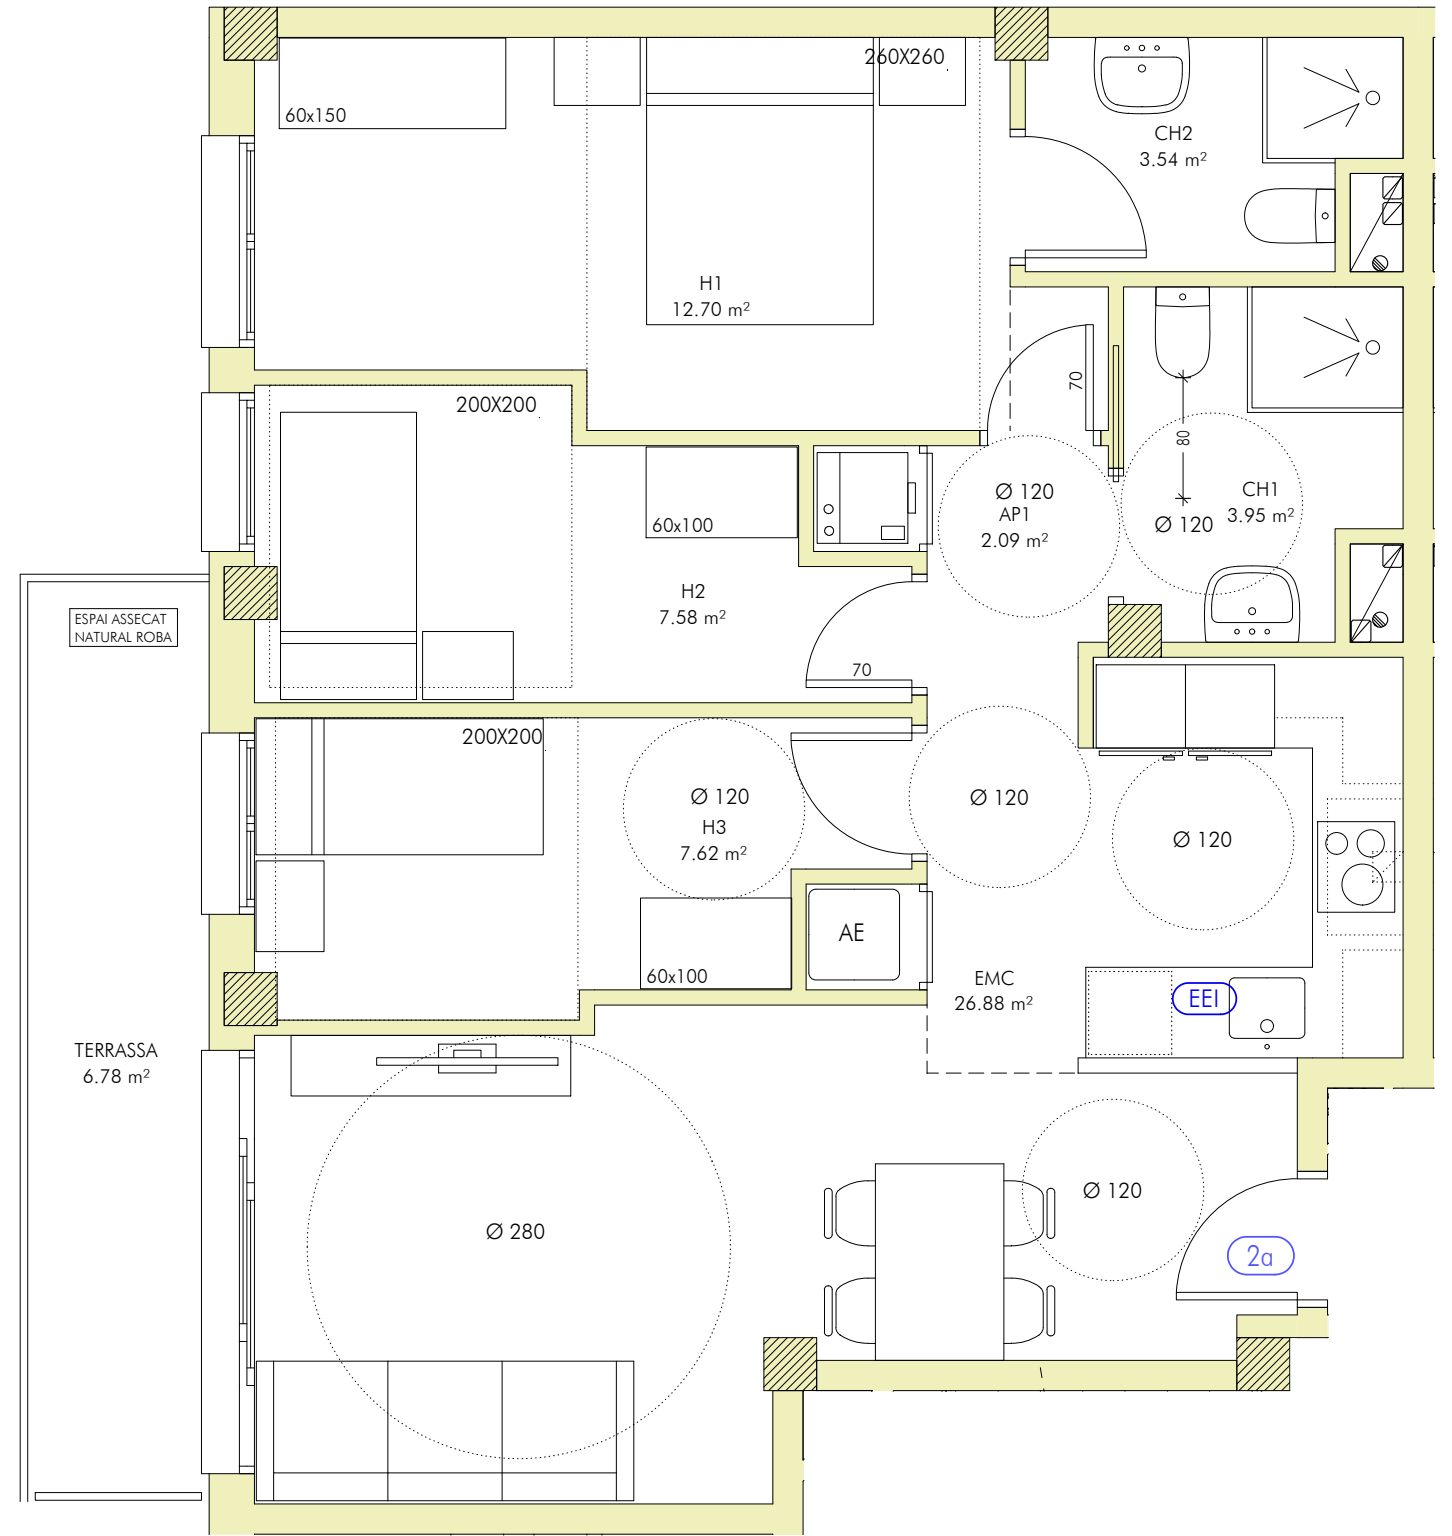 260X260
60x150
CH2
3.54 m²
H1
12.70 m²
70
200X200
80
Ø 120
AP1
2.09 m²
CH1
3.95 m²
Ø 120
60x100
H2
7.58 m²
ESPAI ASSECAT
NATURAL ROBA
70
200X200
Ø 120
H3
7.62 m²
Ø 120
Ø 120
AE
60x100
EMC
26.88 m²
EEI
TERRASSA
6.78 m²
Ø 120
Ø 280
2a